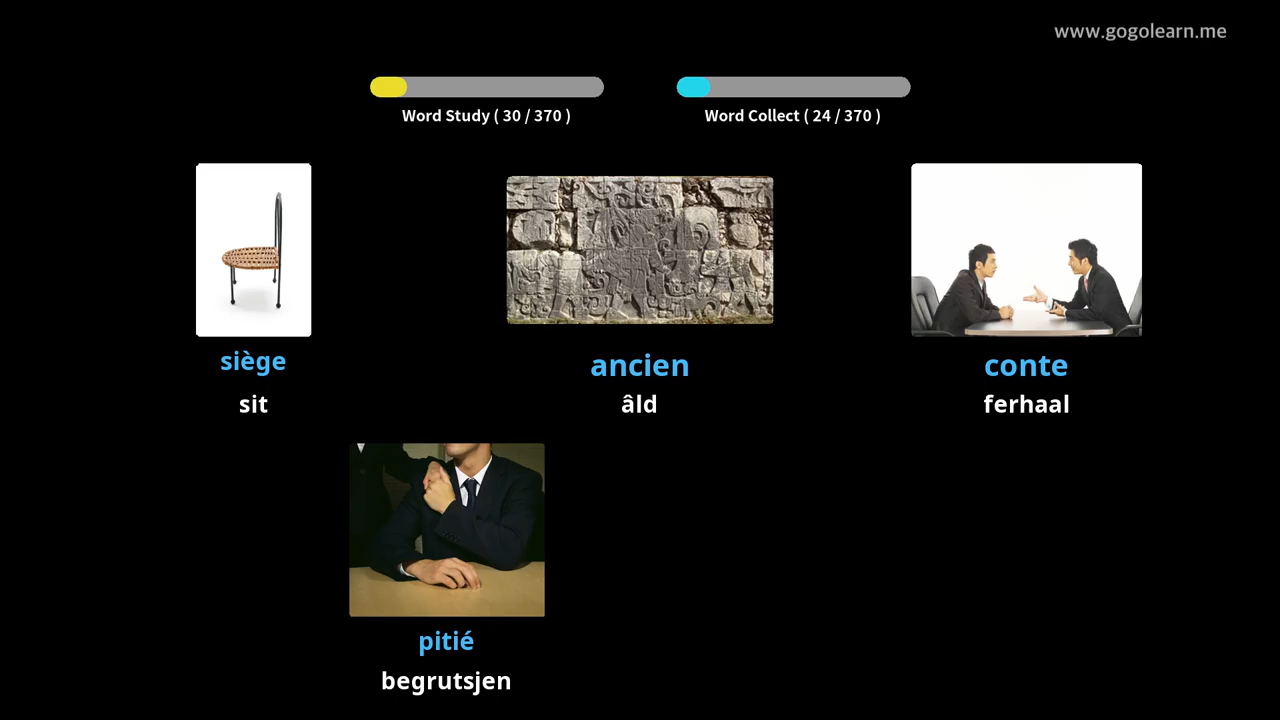 www.gogolearn.me
Word Study ( 30 / 370 )
Word Collect ( 24 / 370 )
siège
sit
ancien
âld
conte
ferhaal
pitié
begrutsjen